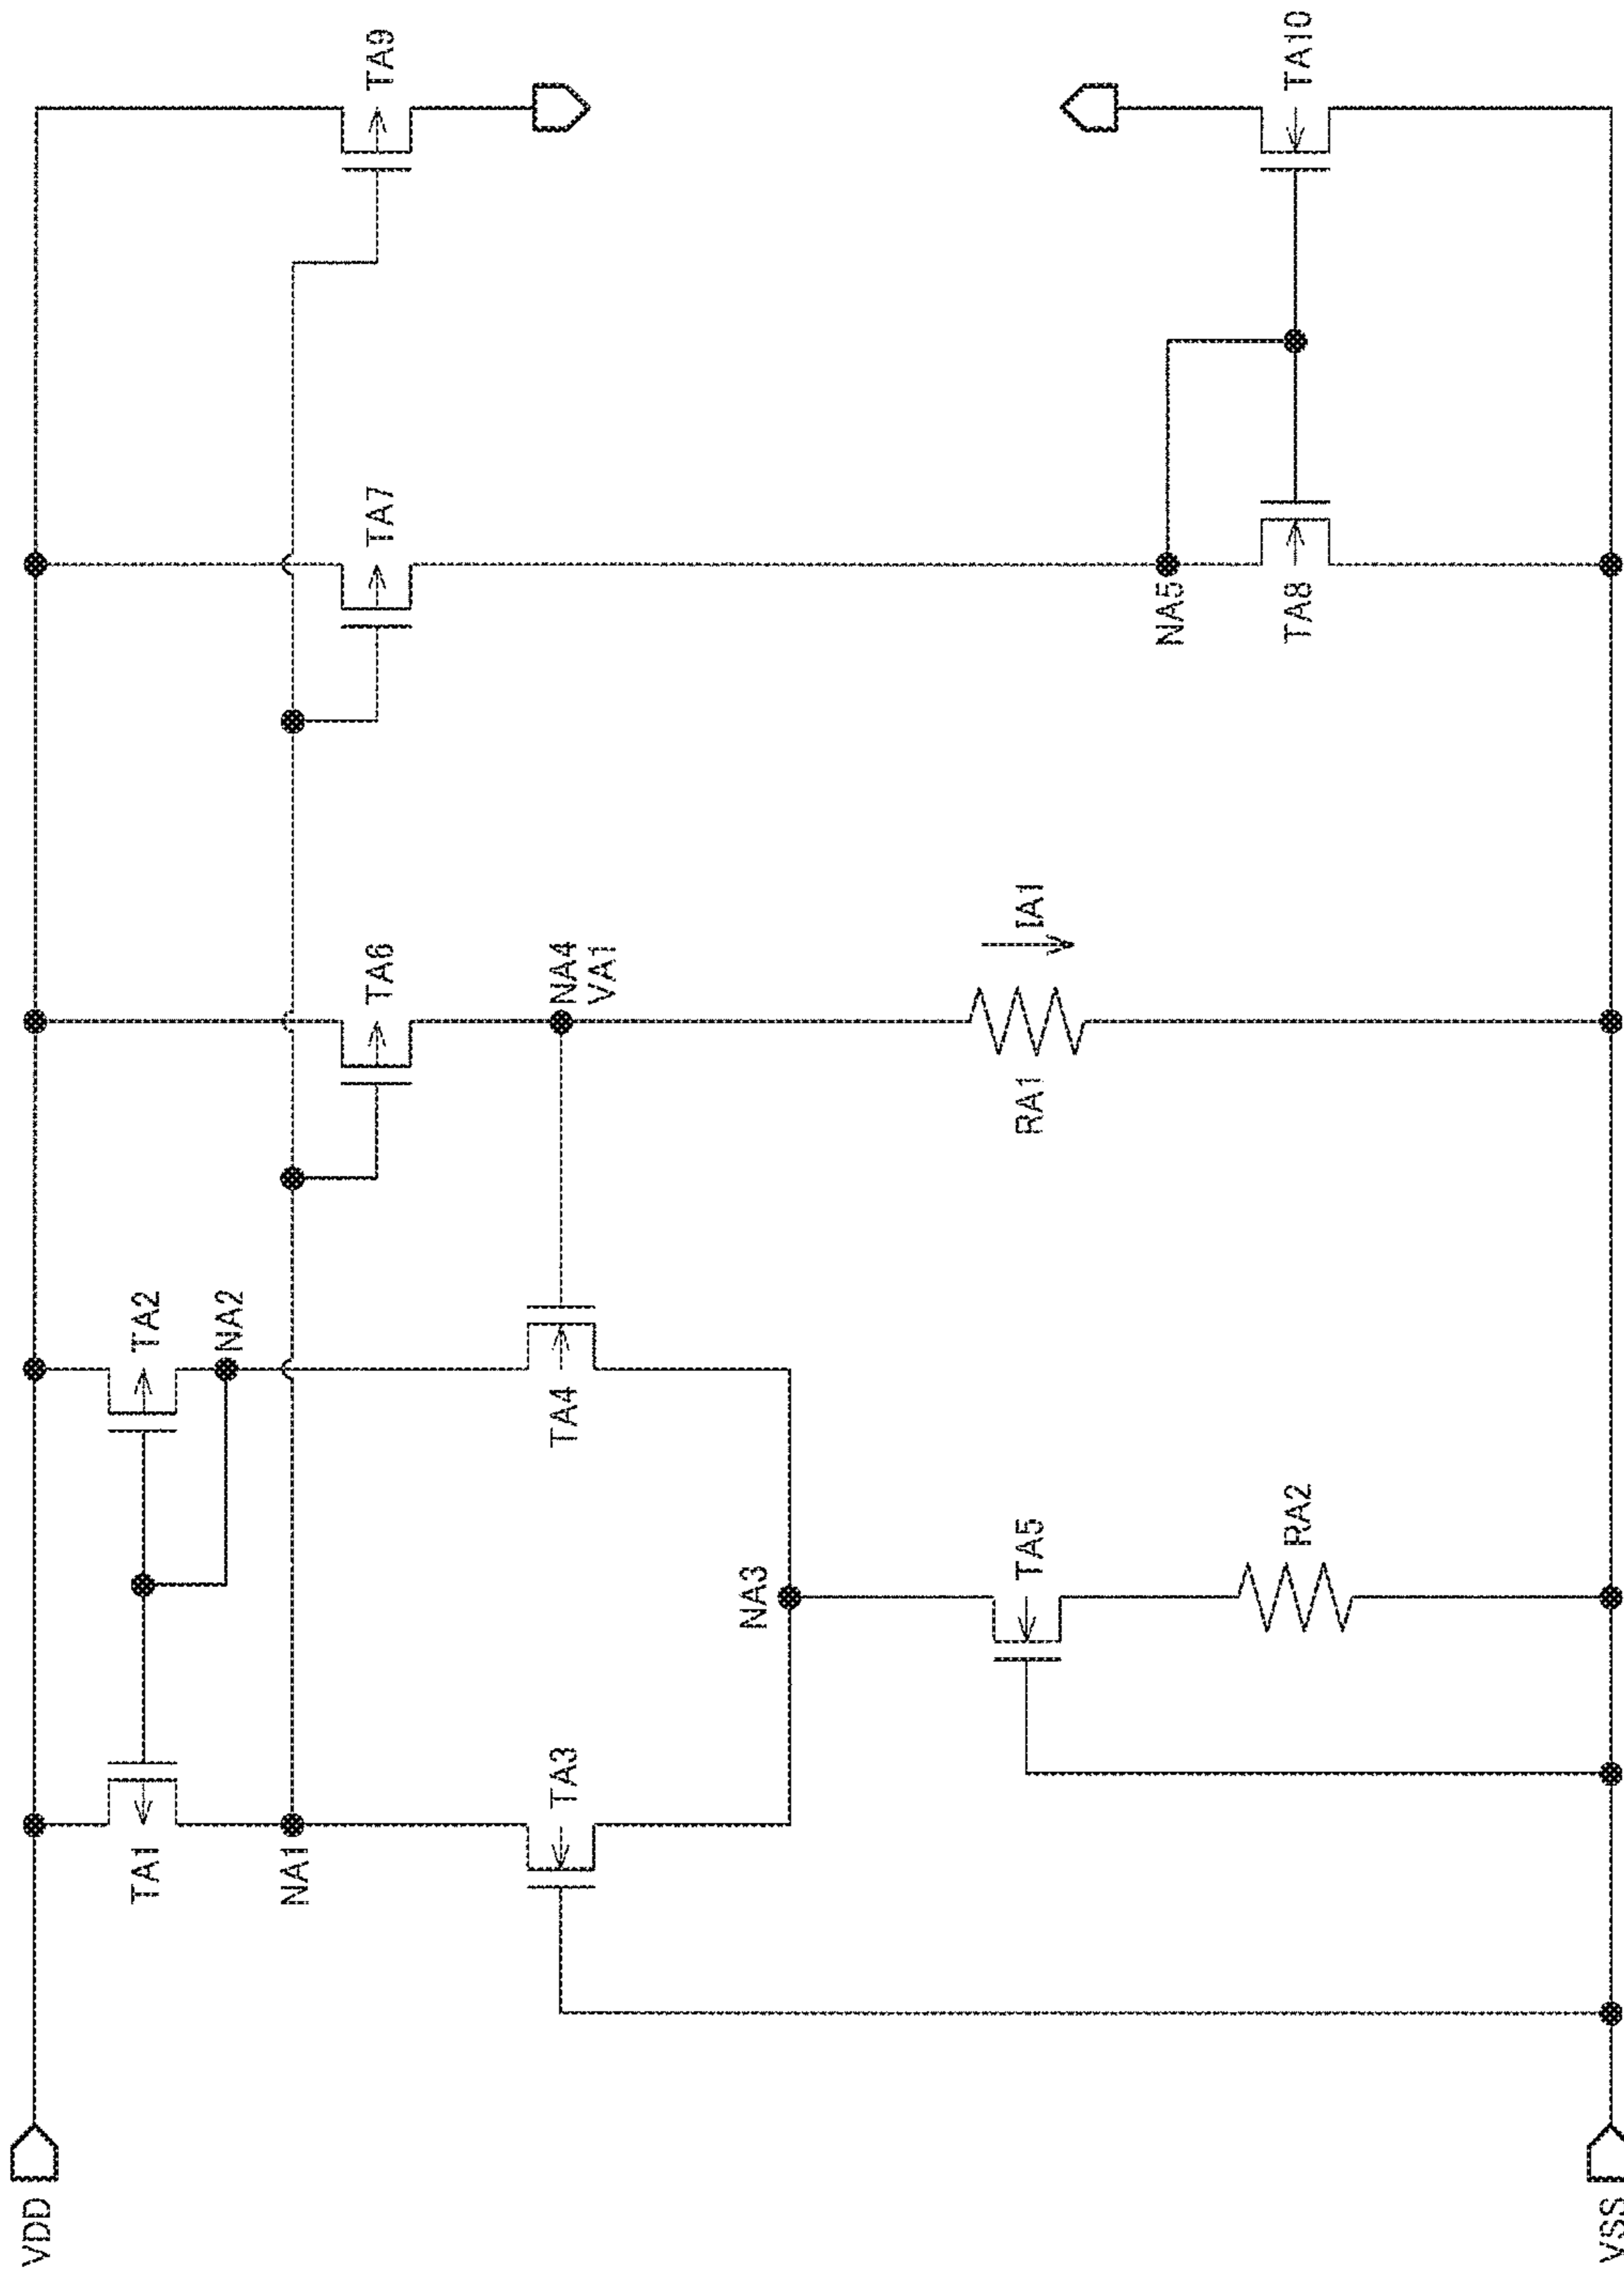 VDD
TA1
TA2
NA2
NA1
TA6
TA7
TA9
TA3
TA4
NA4
VA1
NA3
TA5
RA1
IA1
NA5
RA2
TA8
TA10
VSS